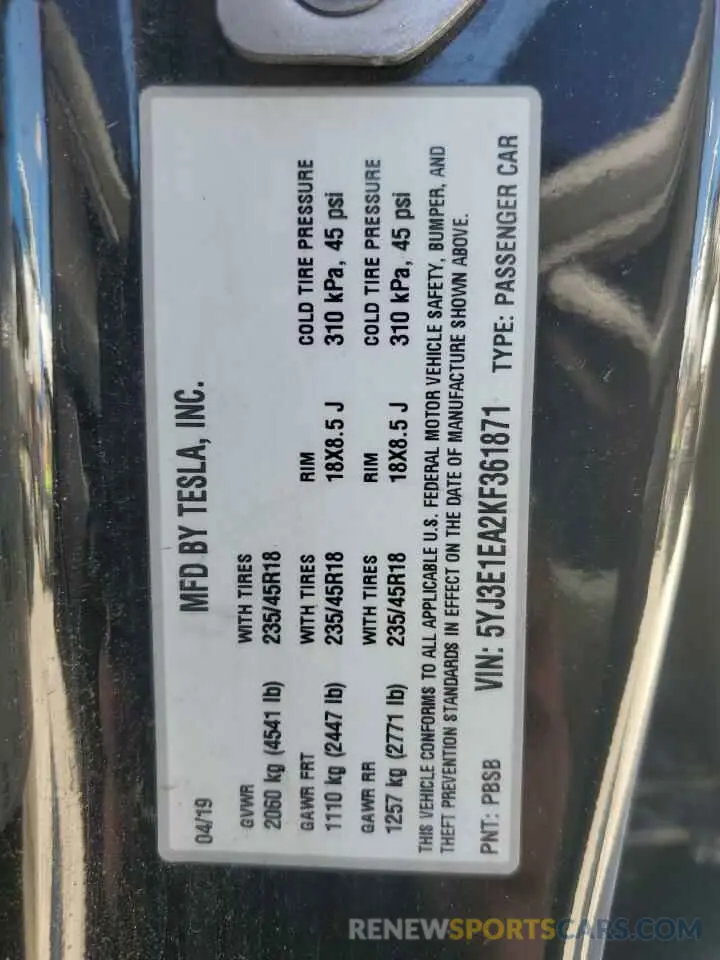 04/19 MFD BY TESLA, INC.
GVWR WITH TIRES
2060 kg (4541 lb) 235/45R18
GAWR FRT WITH TIRES RIM COLD TIRE PRESSURE
1110 kg (2447 lb) 235/45R18 18X8.5 J 310 kPa, 45 psi
GAWR RR WITH TIRES RIM COLD TIRE PRESSURE
1257 kg (2771 lb) 235/45R18 18X8.5 J 310 kPa, 45 psi
THIS VEHICLE CONFORMS TO ALL APPLICABLE U.S. FEDERAL MOTOR VEHICLE SAFETY, BUMPER, AND
THEFT PREVENTION STANDARDS IN EFFECT ON THE DATE OF MANUFACTURE SHOWN ABOVE.
PNT: PBSB VIN: 5YJ3E1EA2KF361871 TYPE: PASSENGER CAR
RENEWSPORTSCARS.COM